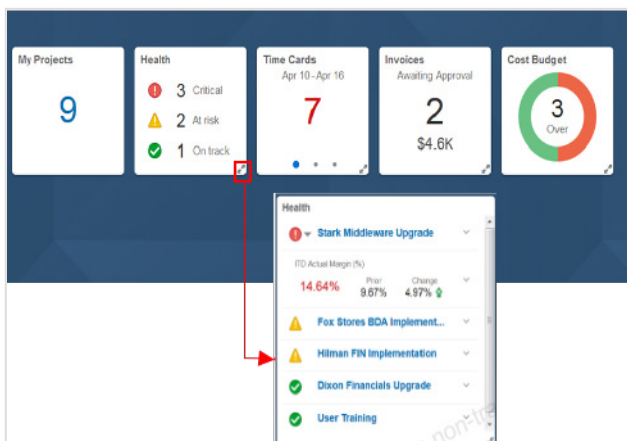 My Projects
9
Health
3 Critical
2 At risk
1 On track
Time Cards
Apr 10-Apr 16
7
Invoices
Awaiting Approval
2
$4.6K
Cost Budget
3
Over
Health
Stark Middleware Upgrade
ITD Actual Margin (%)
Prior Change
14.64% 9.67% 4.97%
Fox Stores BDA Implement...
Hilman FIN Implementation
Dixon Financials Upgrade
User Training